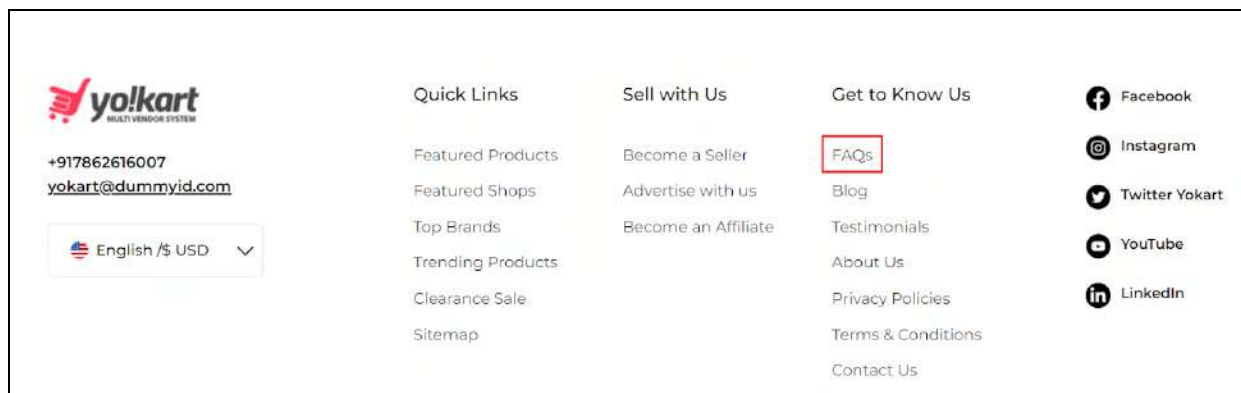 yo!kart
MULTI VENDOR SYSTEM
+917862616007
yokart@dummyid.com
English /$ USD
Quick Links
Featured Products
Featured Shops
Top Brands
Trending Products
Clearance Sale
Sitemap
Sell with Us
Become a Seller
Advertise with us
Become an Affiliate
Get to Know Us
FAQs
Blog
Testimonials
About Us
Privacy Policies
Terms & Conditions
Contact Us
Facebook
Instagram
Twitter Yokart
YouTube
LinkedIn